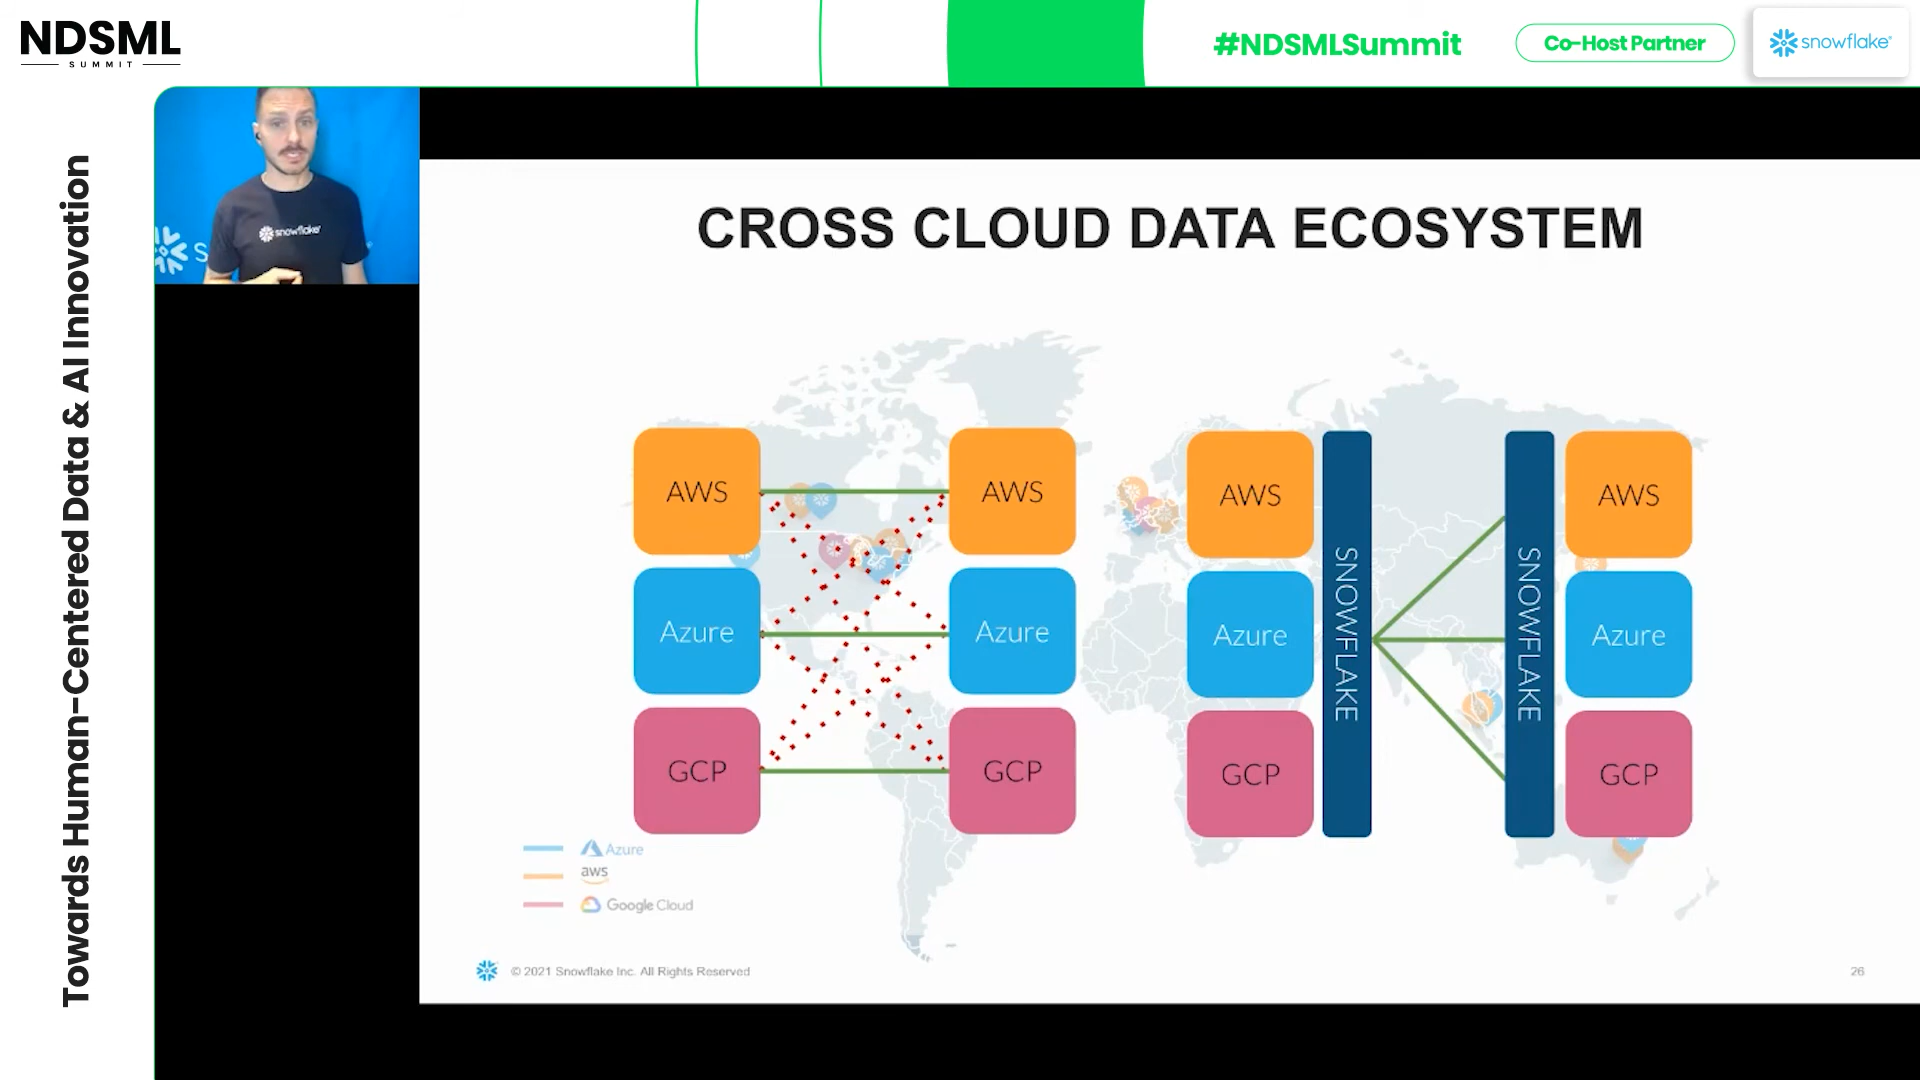 NDSML
SUMMIT
#NDSMLSummit
Co-Host Partner
snowflake
Towards Human-Centered Data & AI Innovation
snowflake
S
CROSS CLOUD DATA ECOSYSTEM
AWS
AWS
AWS
AWS
Azure
Azure
Azure
Azure
GCP
GCP
GCP
GCP
SNOWFLAKE
SNOWFLAKE
Azure
aws
Google Cloud
© 2021 Snowflake Inc. All Rights Reserved
26